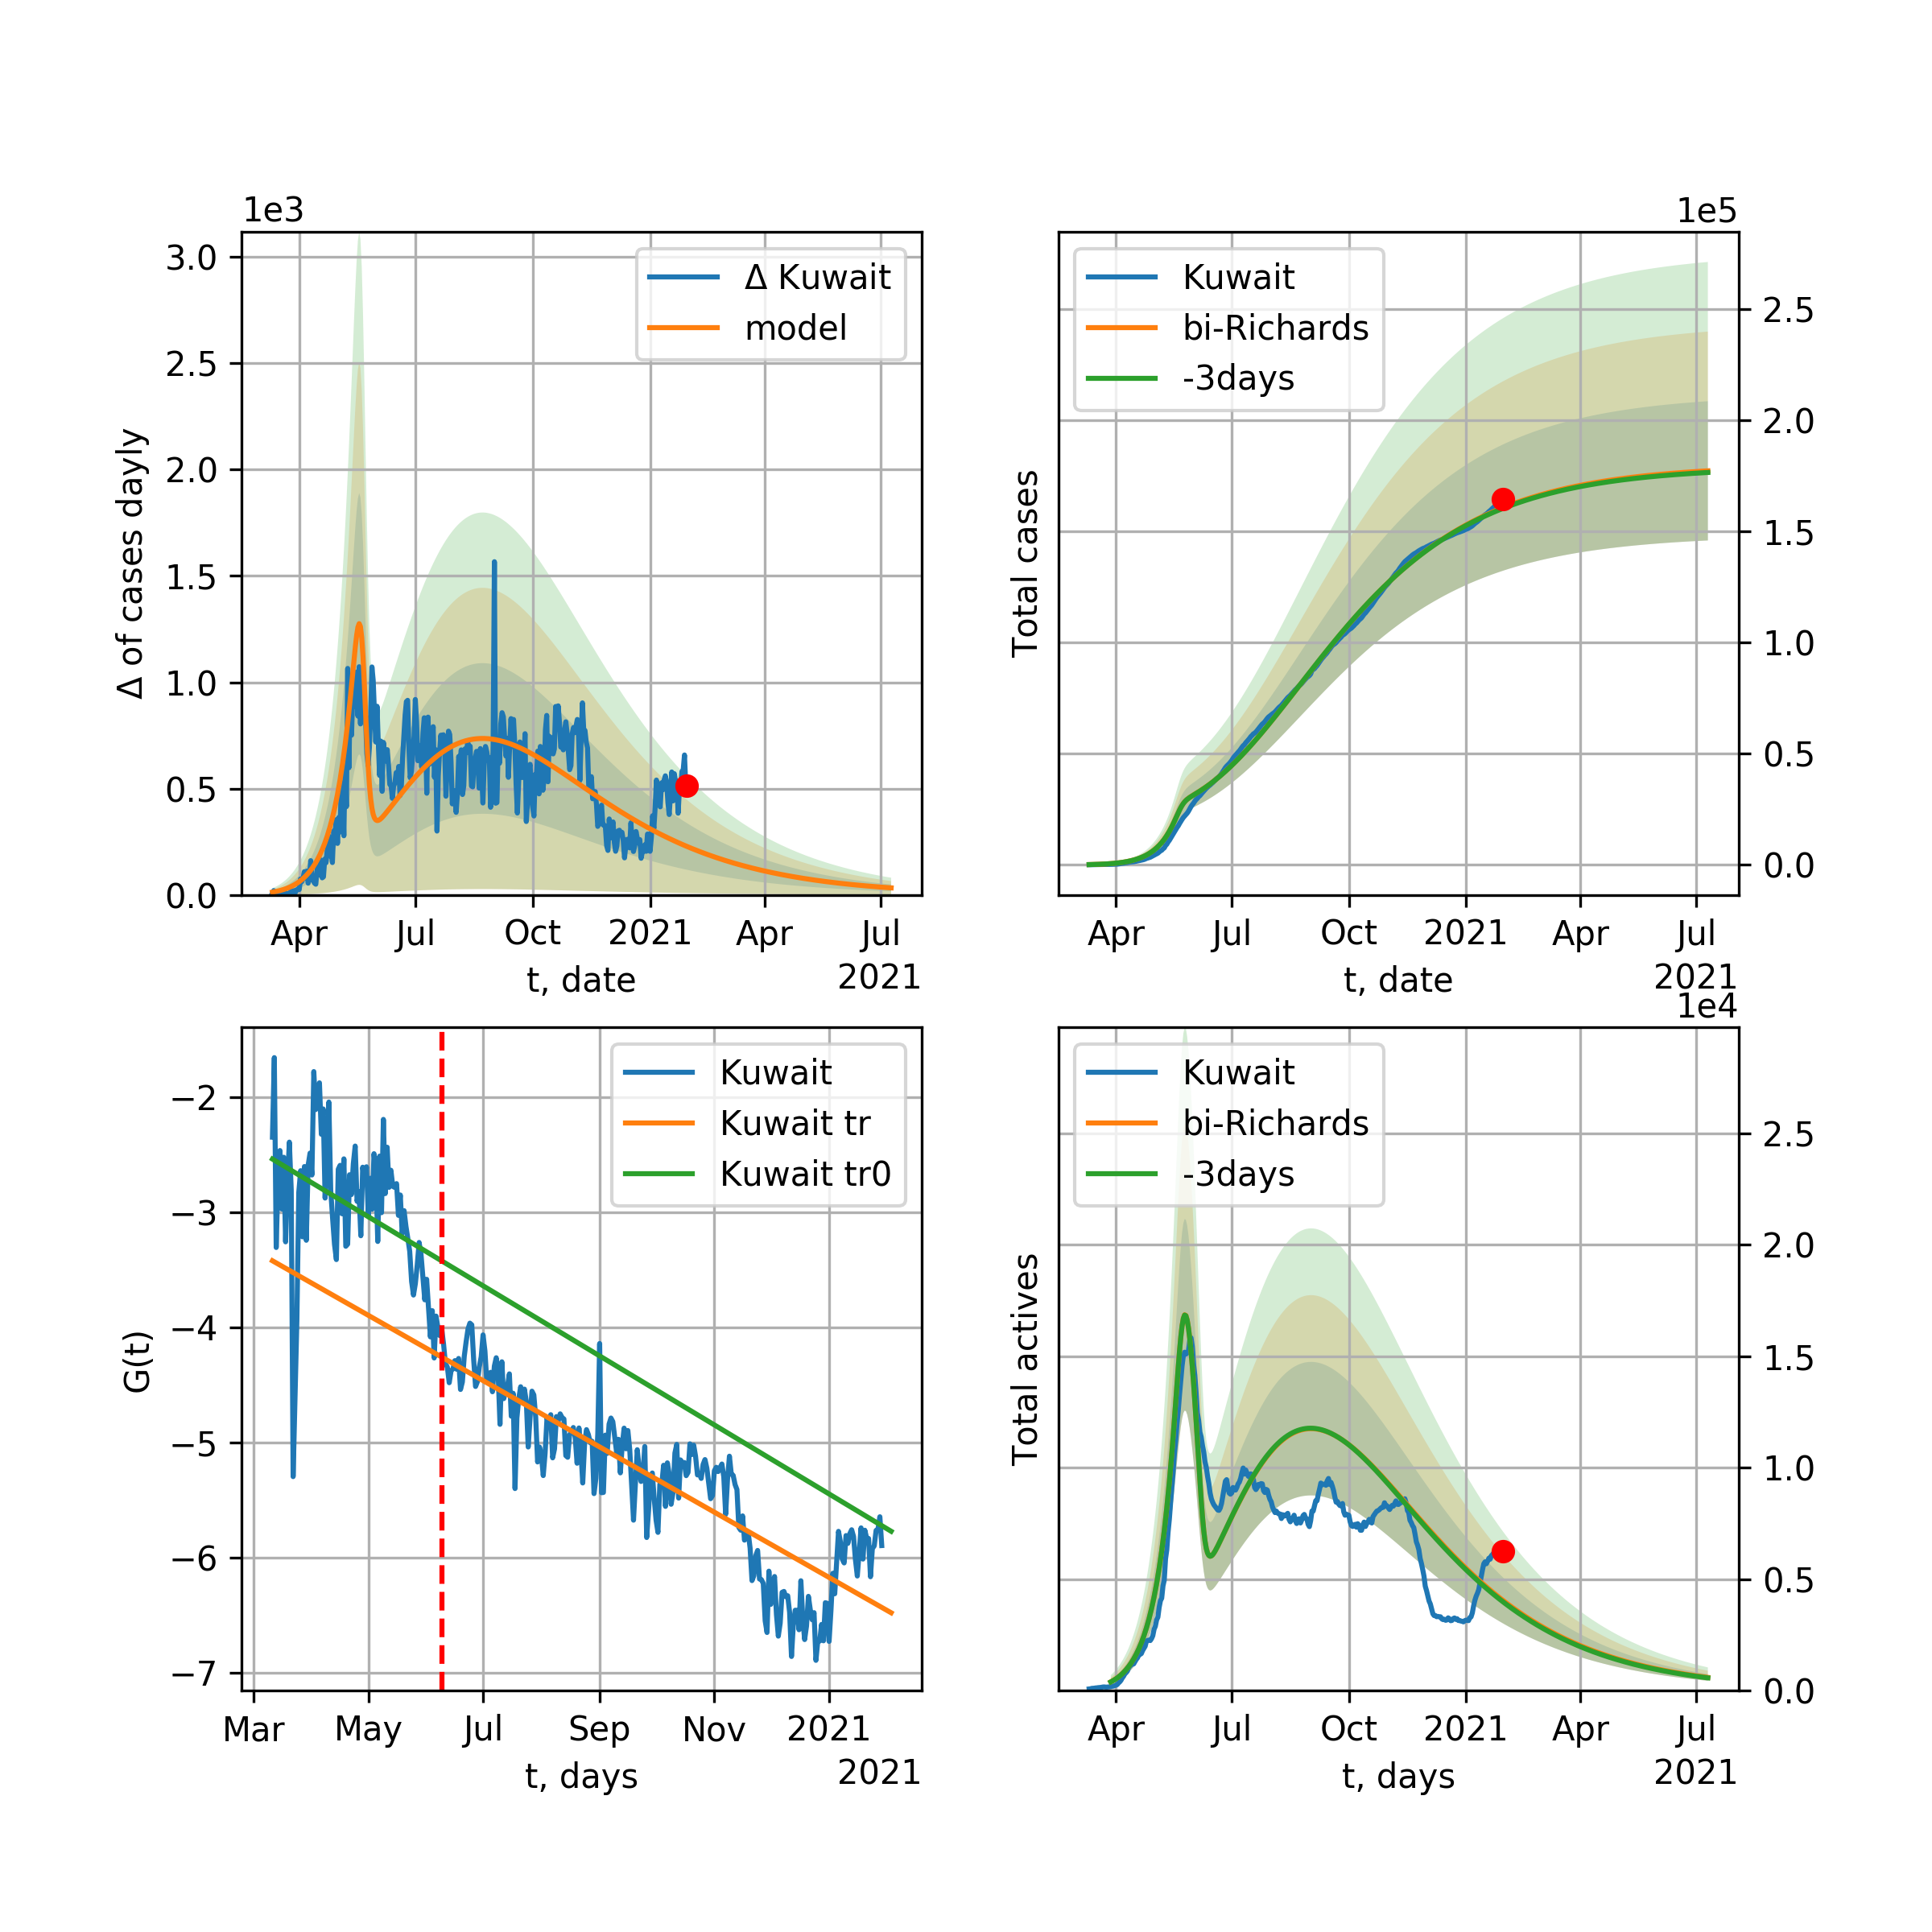 1e3
3.0
2.5
2.0
1.5
1.0
0.5
0.0
Δ of cases dayly
Δ Kuwait
model
Apr Jul Oct 2021 Apr Jul
t, date
2021
1e5
2.5
2.0
1.5
1.0
0.5
0.0
Total cases
Kuwait
bi-Richards
-3days
Apr Jul Oct 2021 Apr Jul
t, date
2021
−2
−3
−4
−5
−6
−7
G(t)
Kuwait
Kuwait tr
Kuwait tr0
Mar May Jul Sep Nov 2021
t, days
2021
1e4
2.5
2.0
1.5
1.0
0.5
0.0
Total actives
Kuwait
bi-Richards
-3days
Apr Jul Oct 2021 Apr Jul
t, days
2021